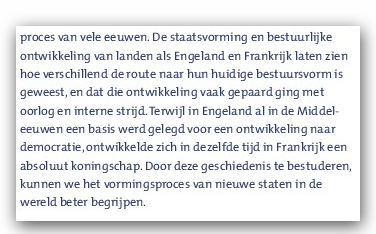 proces van vele eeuwen. De staatsvorming en bestuurlijke
ontwikkeling van landen als Engeland en Frankrijk laten zien
hoe verschillend de route naar hun huidige bestuursvorm is
geweest, en dat die ontwikkeling vaak gepaard ging met
oorlog en interne strijd. Terwijl in Engeland al in de Middel-
eeuwen een basis werd gelegd voor een ontwikkeling naar
democratie, ontwikkelde zich in dezelfde tijd in Frankrijk een
absoluut koningschap. Door deze geschiedenis te bestuderen,
kunnen we het vormingsproces van nieuwe staten in de
wereld beter begrijpen.